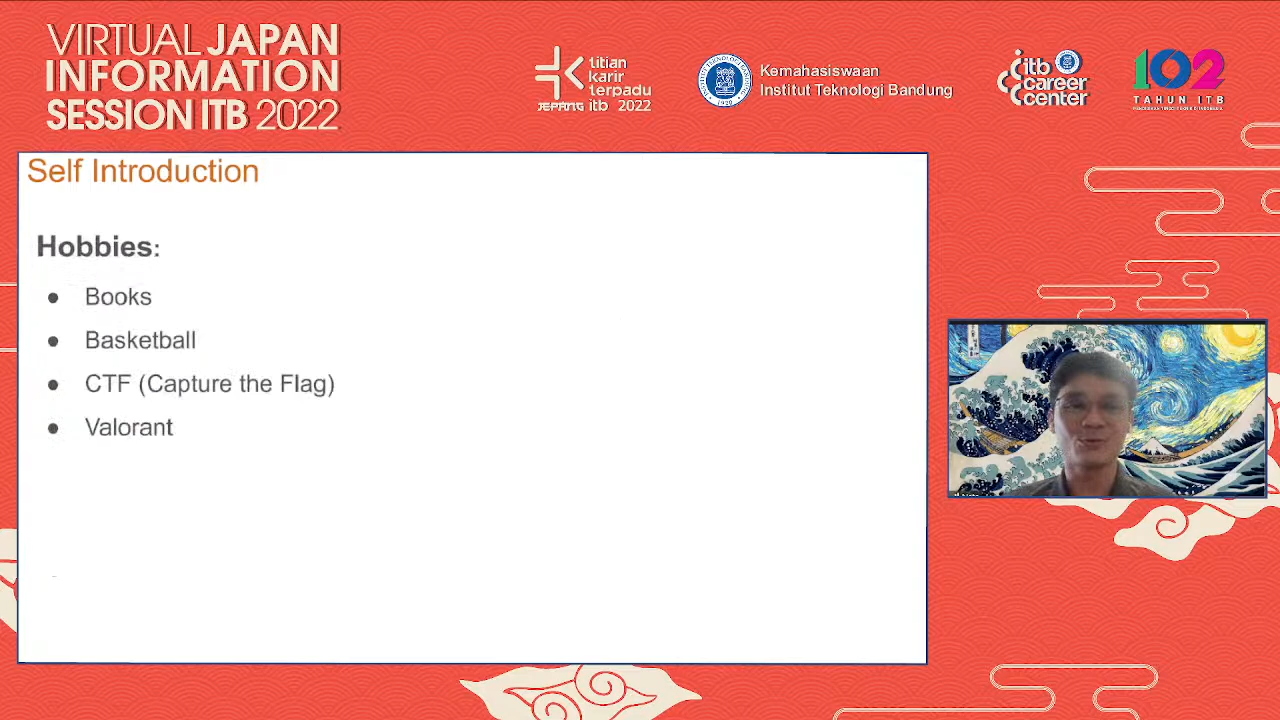 VIRTUAL JAPAN
INFORMATION
SESSION ITB 2022
titian
karir
terpadu
JEPANG itb 2022
Kemahasiswaan
Institut Teknologi Bandung
itb
career
center
102
TAHUN ITB
Self Introduction
Hobbies:
● Books
● Basketball
● CTF (Capture the Flag)
● Valorant